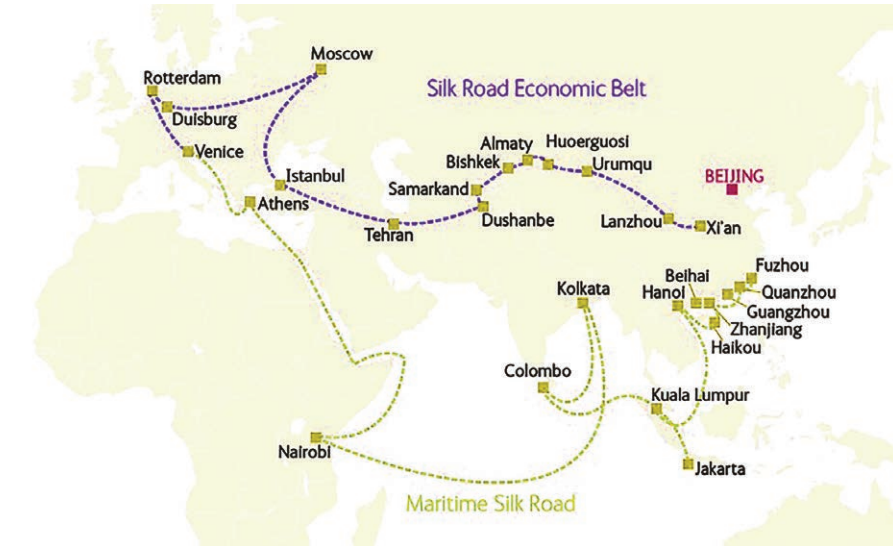 Moscow
Rotterdam
Silk Road Economic Belt
Duisburg
Almaty
Huoerguosi
Venice
Bishkek
Urumqu
BEIJING
Istanbul
Samarkand
Athens
Dushanbe
Lanzhou
Xi'an
Tehran
Fuzhou
Beihai
Kolkata
Hanoi
Quanzhou
Guangzhou
Zhanjiang
Haikou
Colombo
Kuala Lumpur
Nairobi
Jakarta
Maritime Silk Road